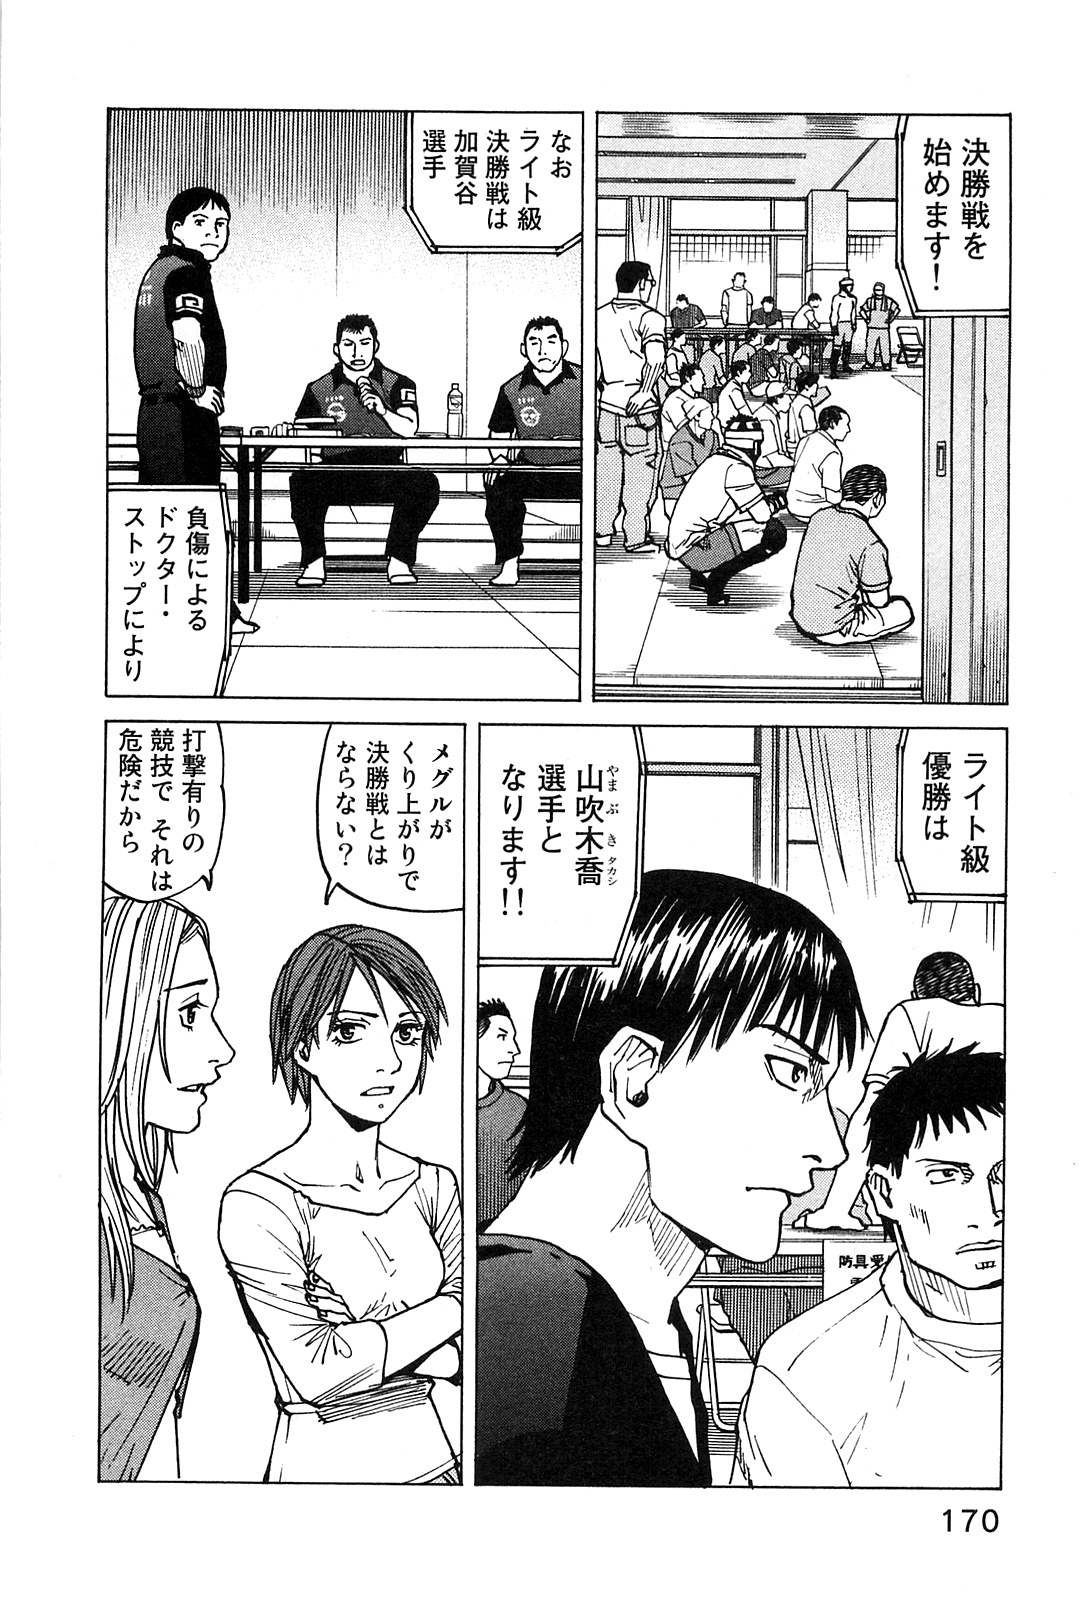 決勝戦を
始めます！
なお
ライト級
決勝戦は
加賀谷
選手
負傷による
ドクター・
ストップにより
ライト級
優勝は
山吹木喬
やまぶき
タカシ
選手と
なります!!
防具受
メグルが
くり上がりで
決勝戦とは
ならない？
打撃有りの
競技で それは
危険だから
170